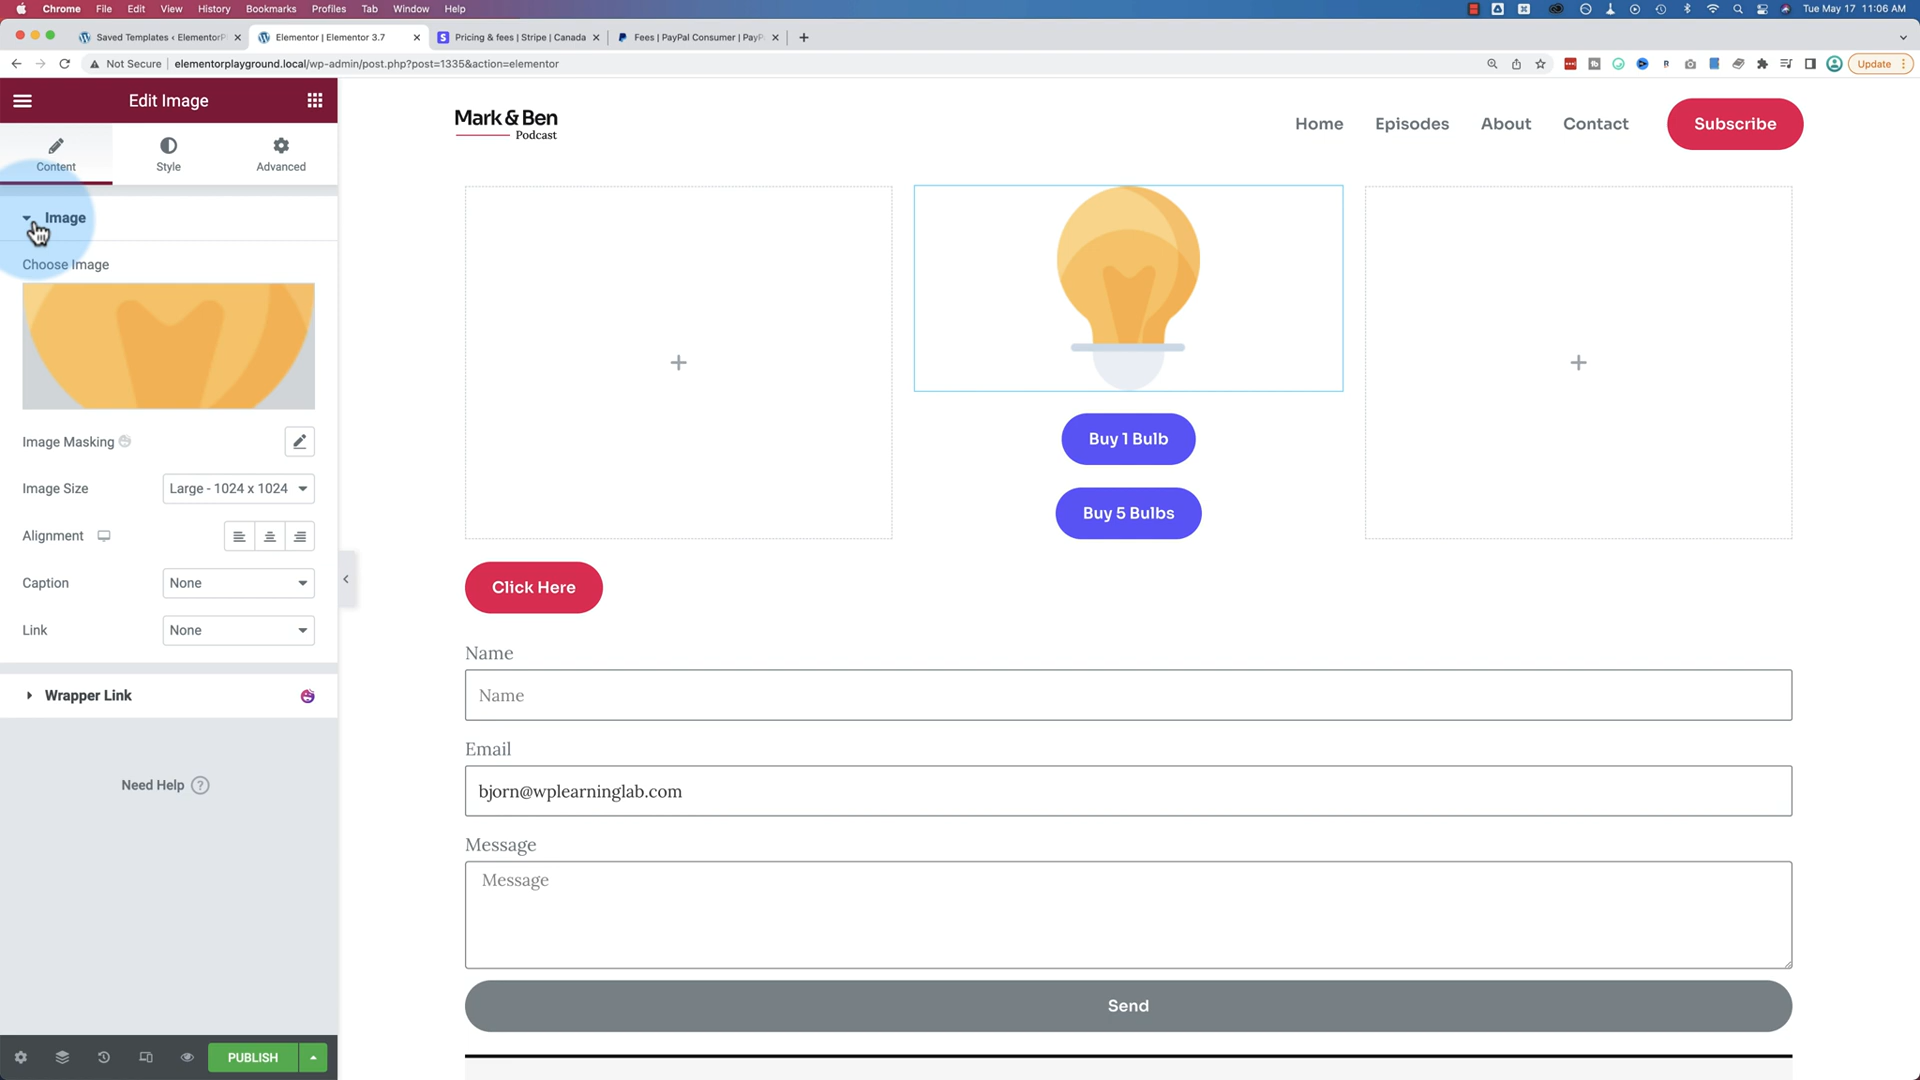 Chrome File Edit View History Bookmarks Profiles Tab Window Help
Tue May 17 11:06 AM
Saved Templates ‹ ElementorPl
Elementor | Elementor 3.7
Pricing & fees | Stripe | Canada
Fees | PayPal Consumer | PayP
Not Secure
elementorplayground.local/wp-admin/post.php?post=1335&action=elementor
Update
Edit Image
Content
Style
Advanced
Image
Choose Image
Image Masking
Image Size
Large - 1024 x 1024
Alignment
Caption
None
Link
None
Wrapper Link
Need Help
PUBLISH
Mark & Ben
Podcast
Home
Episodes
About
Contact
Subscribe
Buy 1 Bulb
Buy 5 Bulbs
Click Here
Name
Name
Email
bjorn@wplearninglab.com
Message
Message
Send